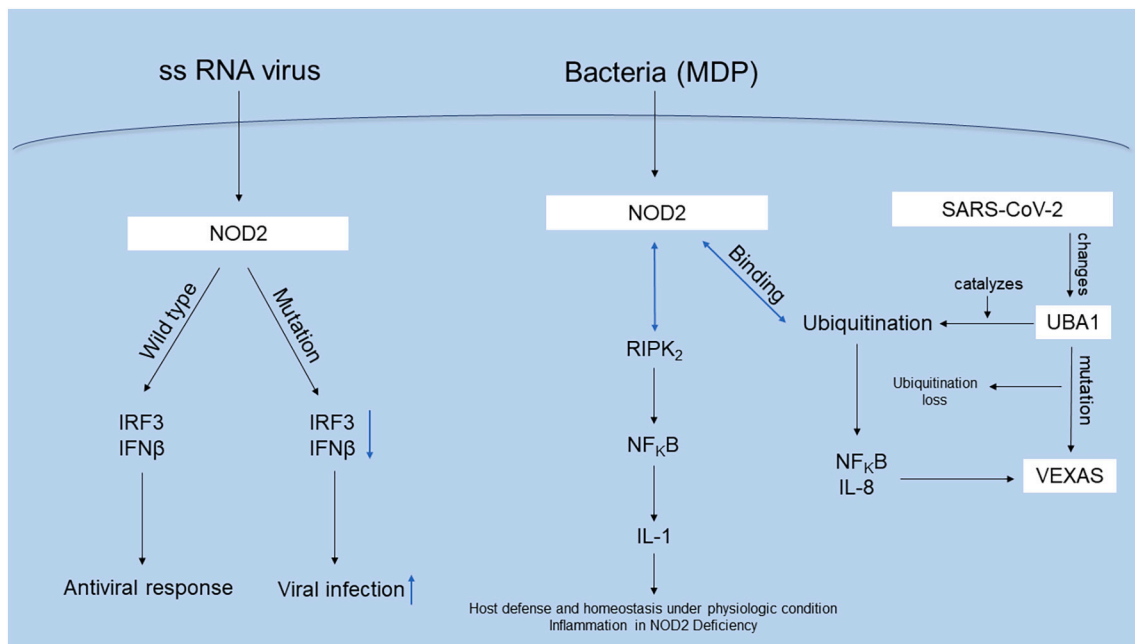 ss RNA virus
Bacteria (MDP)
NOD2
NOD2
SARS-CoV-2
changes
Wild type
Mutation
Binding
catalyzes
Ubiquitination
UBA1
RIPK₂
mutation
Ubiquitination
loss
IRF3
IFNβ
IRF3
IFNβ
NFκB
NFκB
IL-8
VEXAS
IL-1
Antiviral response
Viral infection
Host defense and homeostasis under physiologic condition
Inflammation in NOD2 Deficiency